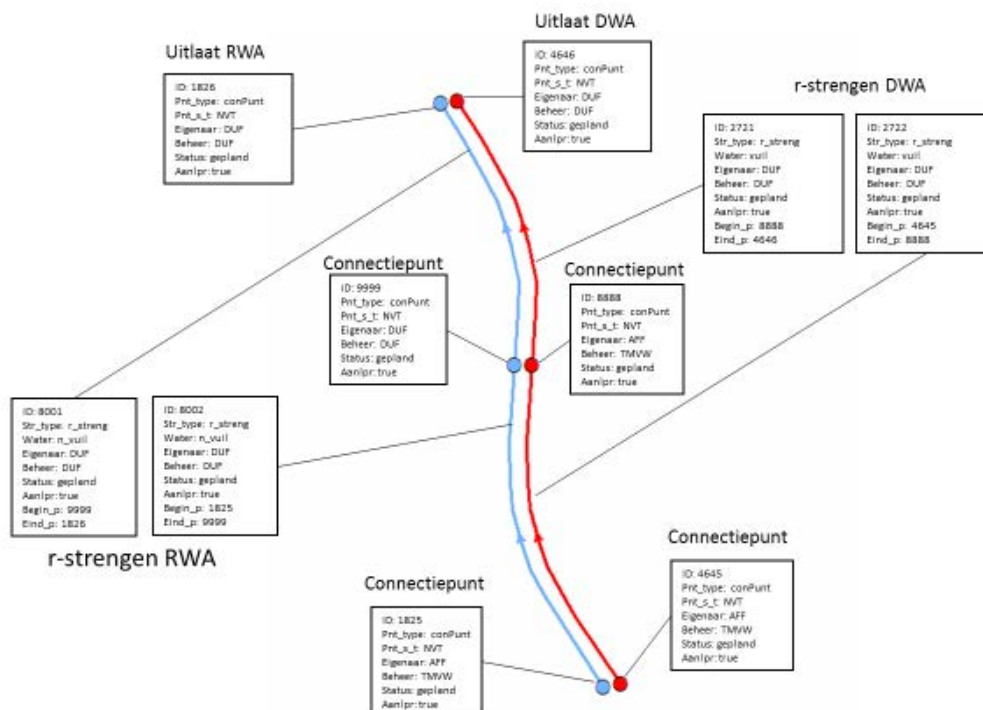 Uitlaat DWA
Uitlaat RWA
ID: 4646
Pnt_type: conPunt
Pnt_s_t: NVT
Eigenaar: DUF
Beheer: DUF
Status: gepland
Aanlpr:true
ID: 1826
Pnt_type: conPunt
Pnt_s_t: NVT
Eigenaar: DUF
Beheer: DUF
Status: gepland
Aanlpr:true
r-strengen DWA
ID: 2721
Str_type: r_streng
Water: vuil
Eigenaar: DUF
Beheer: DUF
Status: gepland
Aanlpr:true
Begin_p: 8888
Eind_p: 4646
ID: 2722
Str_type: r_streng
Water: vuil
Eigenaar: DUF
Beheer: DUF
Status: gepland
Aanlpr:true
Begin_p: 4645
Eind_p: 8888
Connectiepunt
ID: 9999
Pnt_type: conPunt
Pnt_s_t: NVT
Eigenaar: DUF
Beheer: DUF
Status: gepland
Aanlpr:true
Connectiepunt
ID: 8888
Pnt_type: conPunt
Pnt_s_t: NVT
Eigenaar: AFF
Beheer: TMVW
Status: gepland
Aanlpr:true
ID: 8001
Str_type: r_streng
Water: n_vuil
Eigenaar: DUF
Beheer: DUF
Status: gepland
Aanlpr:true
Begin_p: 9999
Eind_p: 1826
ID: 8002
Str_type: r_streng
Water: n_vuil
Eigenaar: DUF
Beheer: DUF
Status: gepland
Aanlpr:true
Begin_p: 1825
Eind_p: 9999
r-strengen RWA
Connectiepunt
ID: 4645
Pnt_type: conPunt
Pnt_s_t: NVT
Eigenaar: AFF
Beheer: TMVW
Status: gepland
Aanlpr:true
Connectiepunt
ID: 1825
Pnt_type: conPunt
Pnt_s_t: NVT
Eigenaar: AFF
Beheer: TMVW
Status: gepland
Aanlpr:true